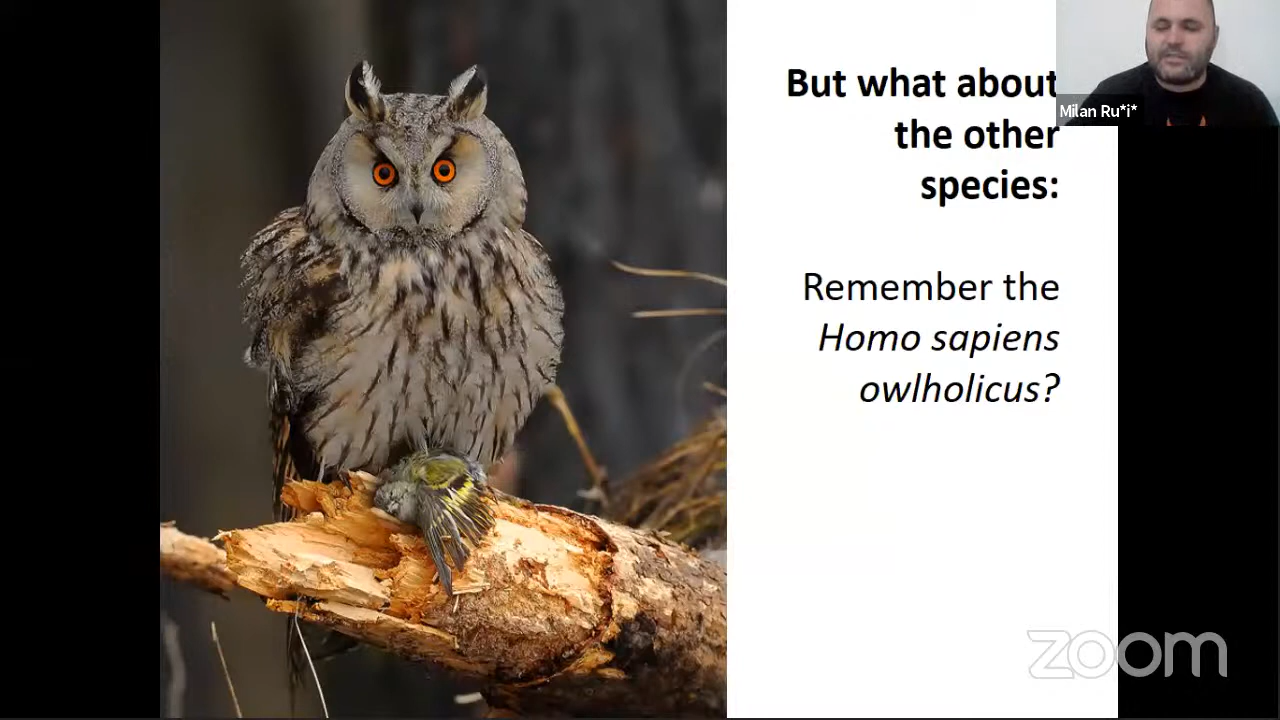 But what about
the other
species:
Remember the
Homo sapiens
owlholicus?
Milan Ru*i*
zoom